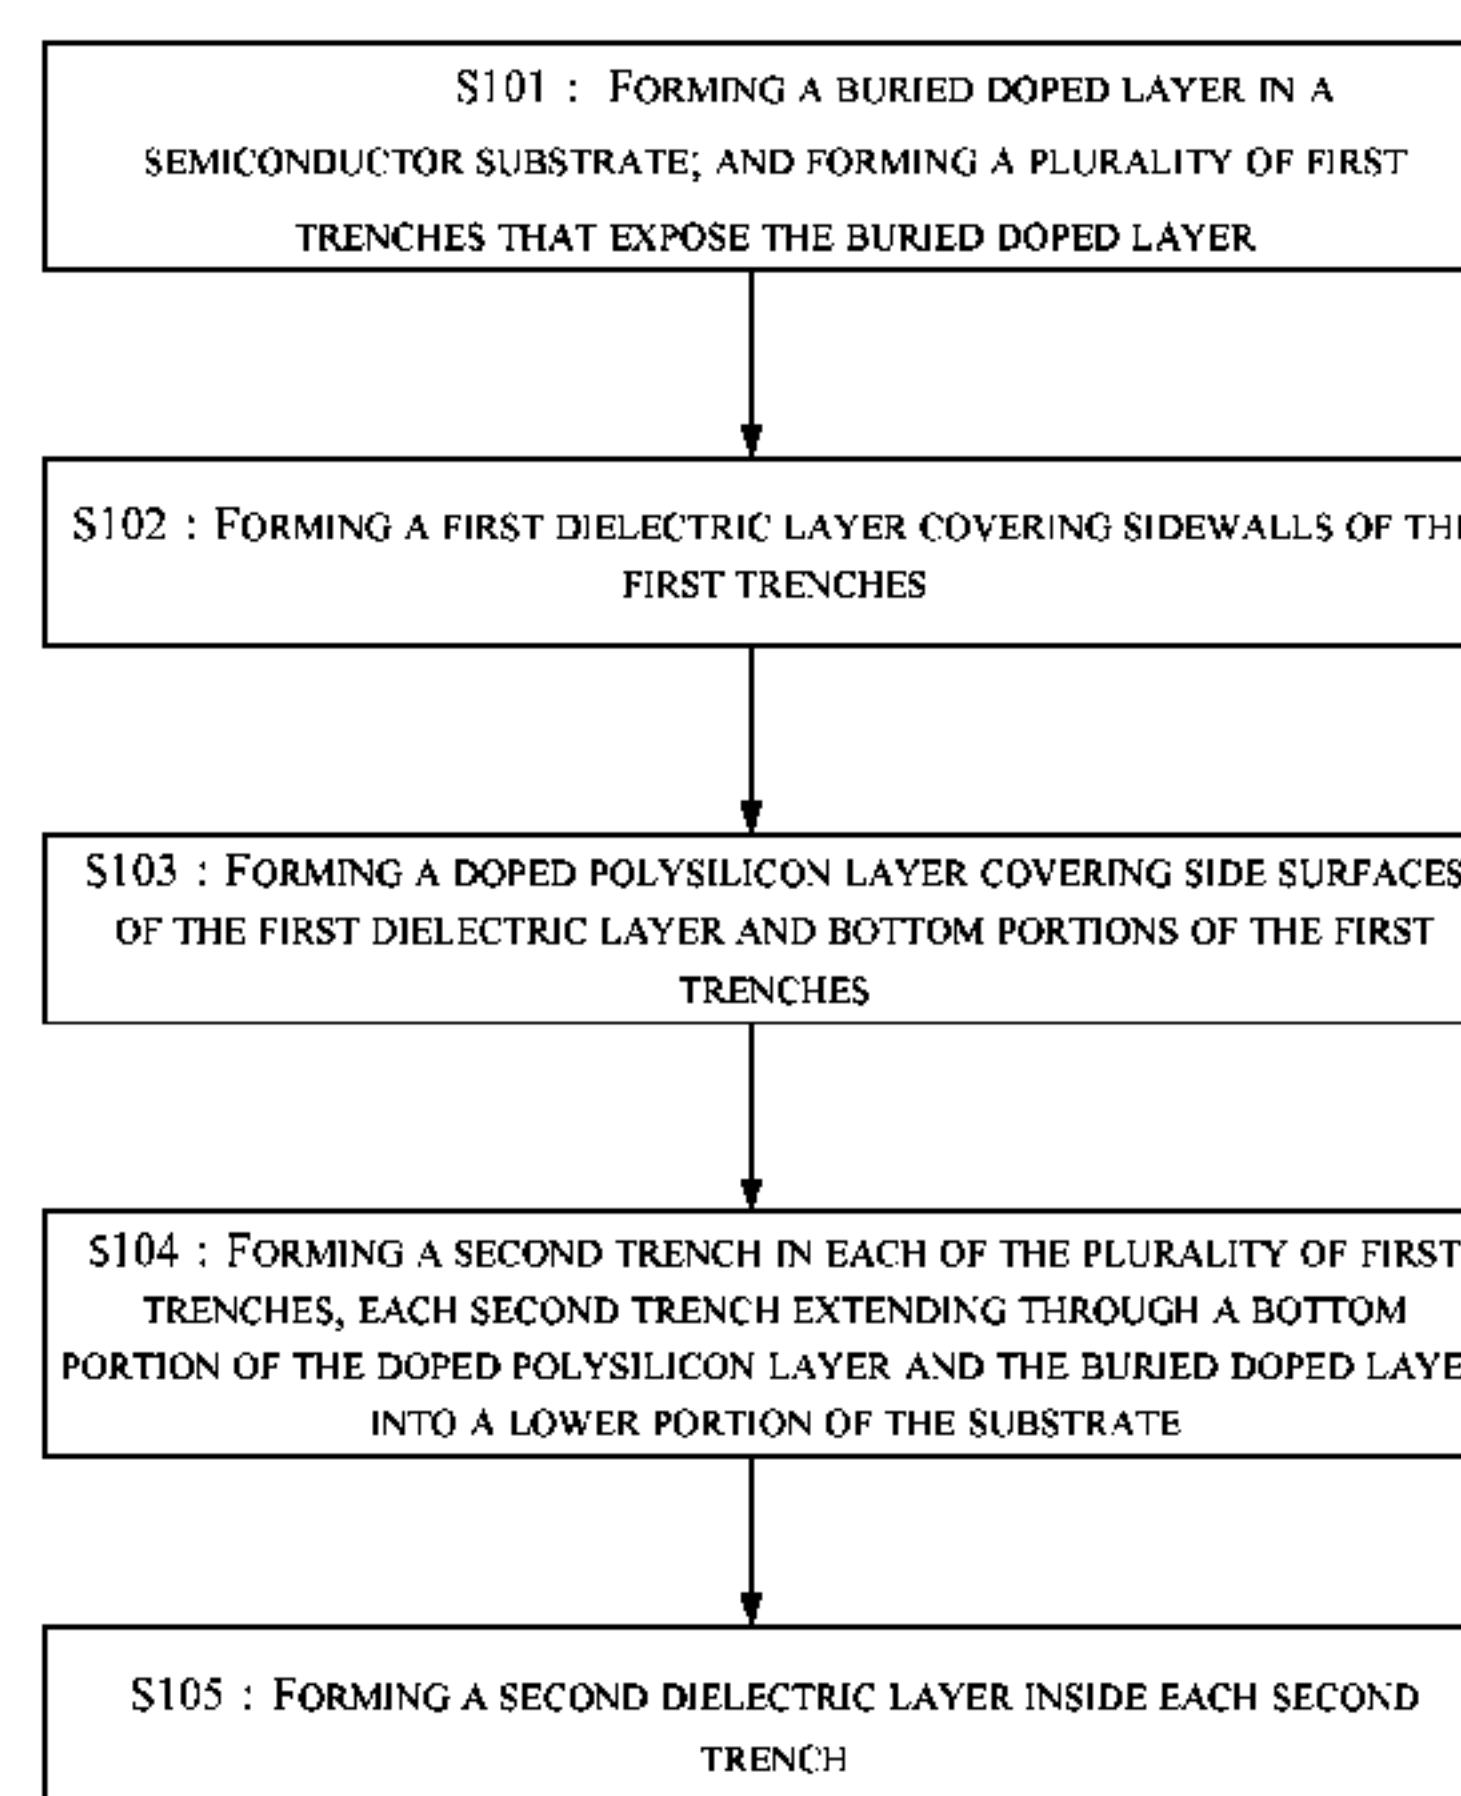 S101 : FORMING A BURIED DOPED LAYER IN A
SEMICONDUCTOR SUBSTRATE; AND FORMING A PLURALITY OF FIRST
TRENCHES THAT EXPOSE THE BURIED DOPED LAYER
S102 : FORMING A FIRST DIELECTRIC LAYER COVERING SIDEWALLS OF THE
FIRST TRENCHES
S103 : FORMING A DOPED POLYSILICON LAYER COVERING SIDE SURFACES
OF THE FIRST DIELECTRIC LAYER AND BOTTOM PORTIONS OF THE FIRST
TRENCHES
S104 : FORMING A SECOND TRENCH IN EACH OF THE PLURALITY OF FIRST
TRENCHES, EACH SECOND TRENCH EXTENDING THROUGH A BOTTOM
PORTION OF THE DOPED POLYSILICON LAYER AND THE BURIED DOPED LAYE
INTO A LOWER PORTION OF THE SUBSTRATE
S105 : FORMING A SECOND DIELECTRIC LAYER INSIDE EACH SECOND
TRENCH